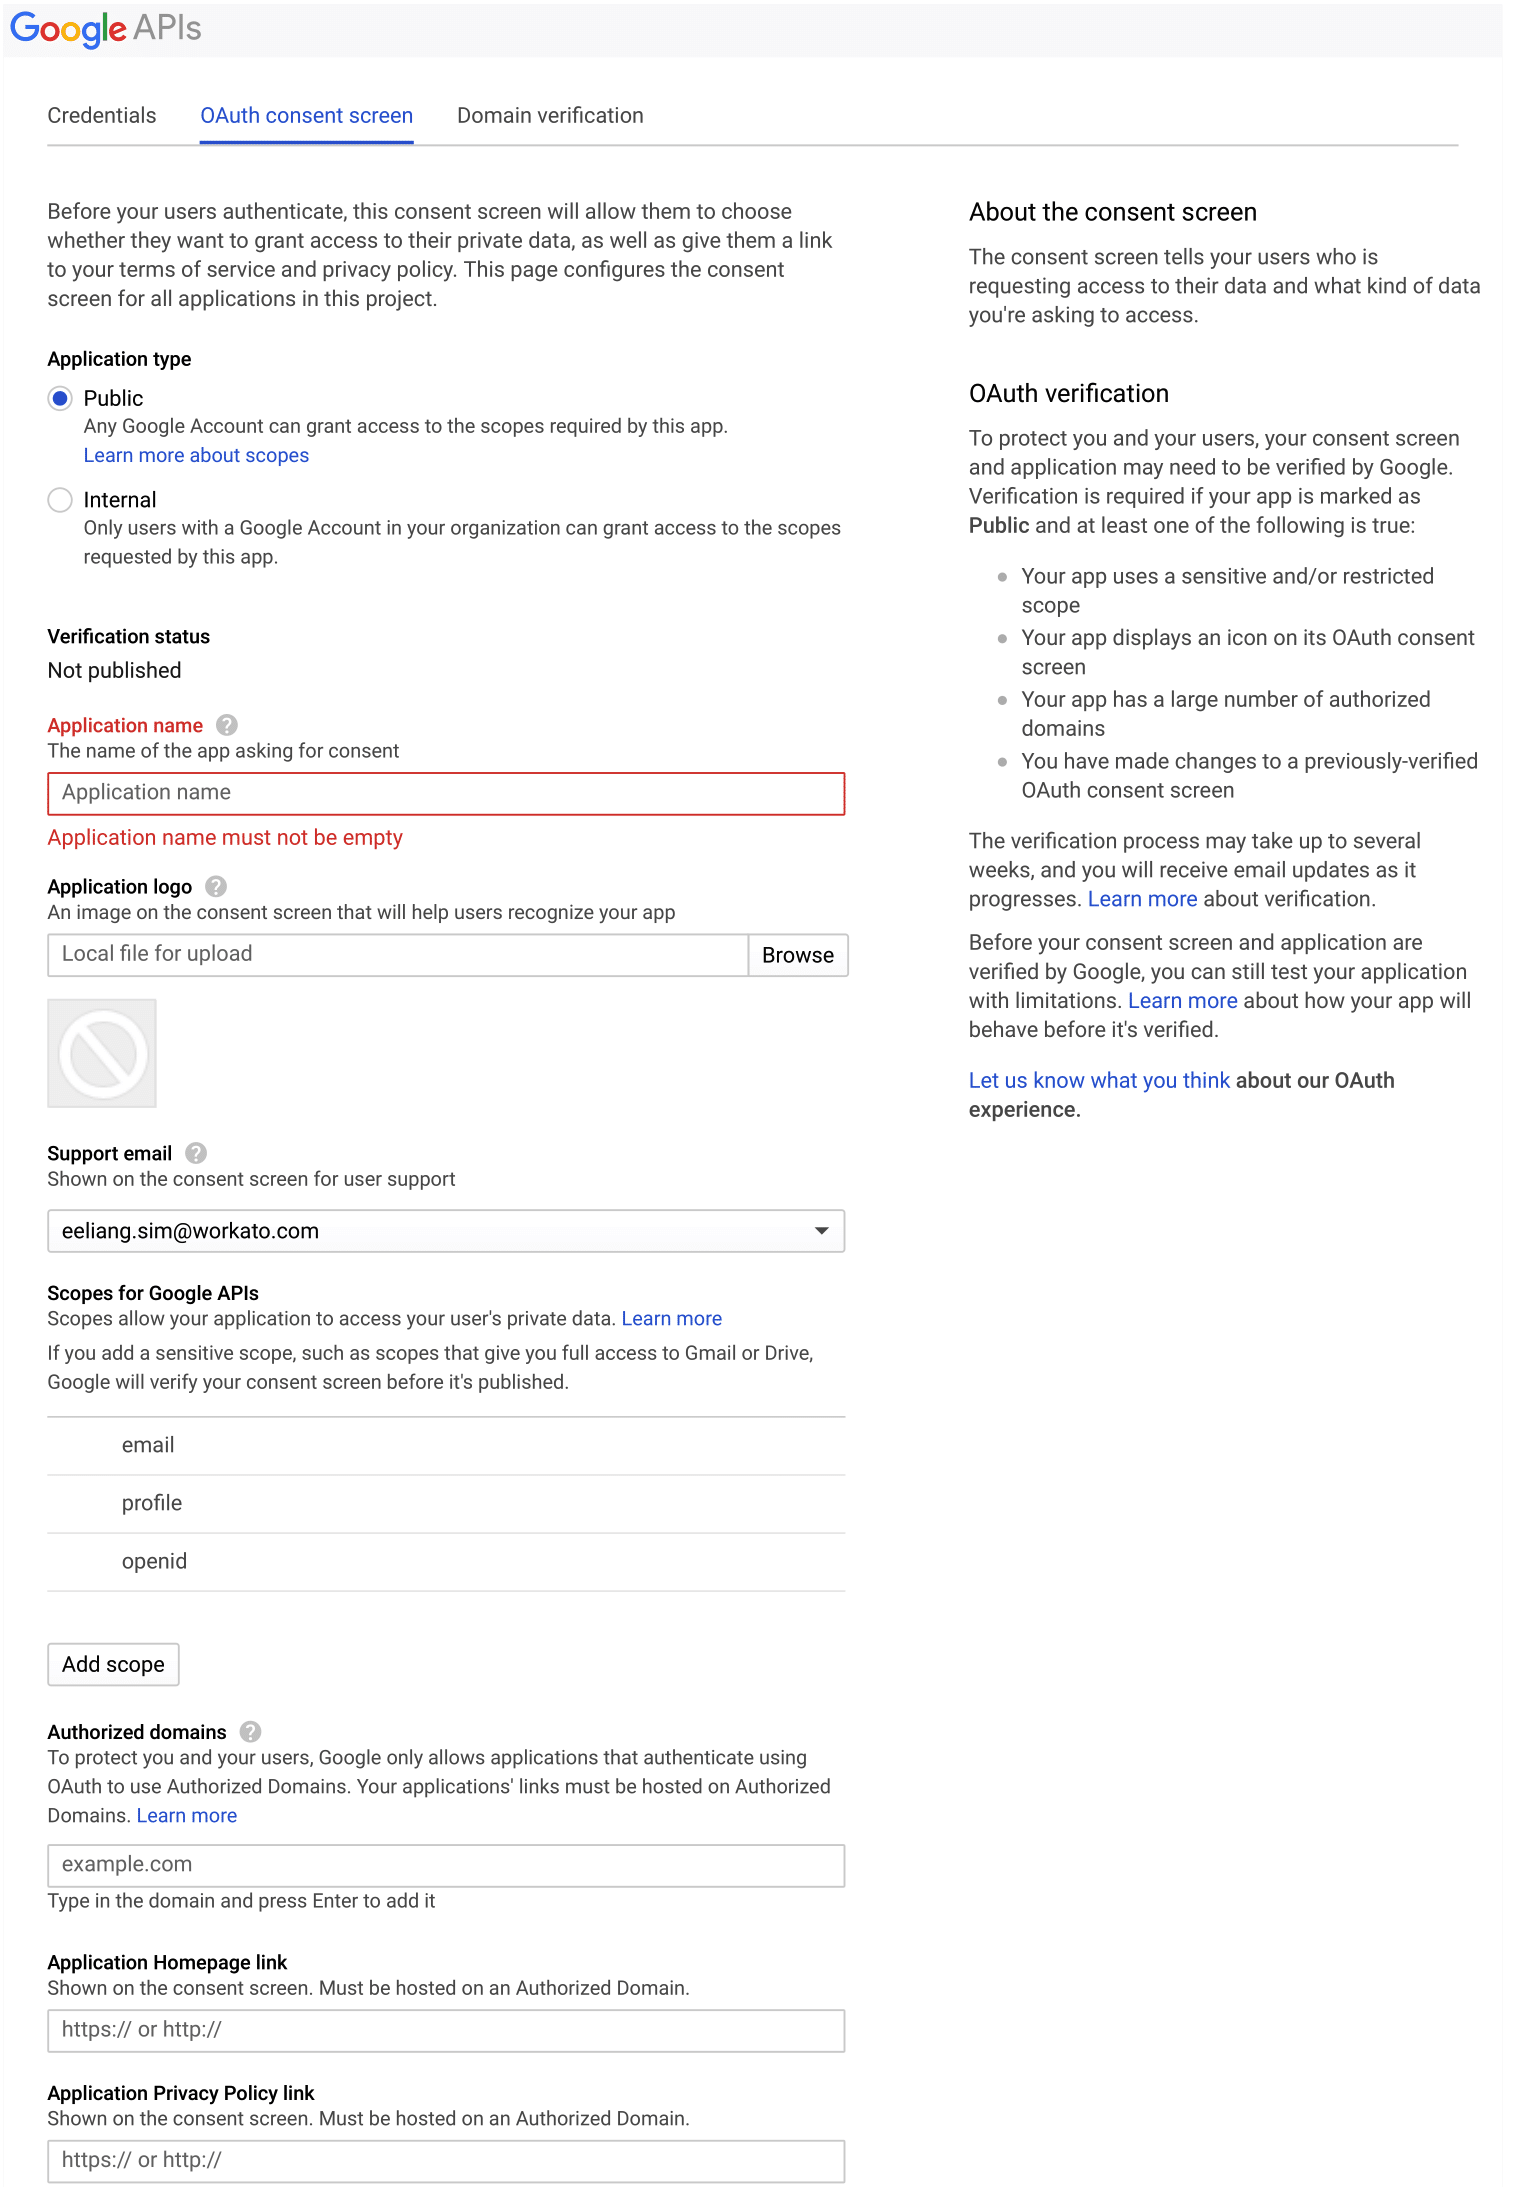 Google APIs
Credentials
OAuth consent screen
Domain verification
Before your users authenticate, this consent screen will allow them to choose
whether they want to grant access to their private data, as well as give them a link
to your terms of service and privacy policy. This page configures the consent
screen for all applications in this project.
Application type
Public
Any Google Account can grant access to the scopes required by this app.
Learn more about scopes
Internal
Only users with a Google Account in your organization can grant access to the scopes
requested by this app.
Verification status
Not published
Application name ?
The name of the app asking for consent
Application name
Application name must not be empty
Application logo ?
An image on the consent screen that will help users recognize your app
Local file for upload
Browse
Support email ?
Shown on the consent screen for user support
eeliang.sim@workato.com
Scopes for Google APIs
Scopes allow your application to access your user's private data. Learn more
If you add a sensitive scope, such as scopes that give you full access to Gmail or Drive,
Google will verify your consent screen before it's published.
email
profile
openid
Add scope
Authorized domains ?
To protect you and your users, Google only allows applications that authenticate using
OAuth to use Authorized Domains. Your applications' links must be hosted on Authorized
Domains. Learn more
example.com
Type in the domain and press Enter to add it
Application Homepage link
Shown on the consent screen. Must be hosted on an Authorized Domain.
https:// or http://
Application Privacy Policy link
Shown on the consent screen. Must be hosted on an Authorized Domain.
https:// or http://
About the consent screen
The consent screen tells your users who is
requesting access to their data and what kind of data
you're asking to access.
OAuth verification
To protect you and your users, your consent screen
and application may need to be verified by Google.
Verification is required if your app is marked as
Public and at least one of the following is true:
Your app uses a sensitive and/or restricted
scope
Your app displays an icon on its OAuth consent
screen
Your app has a large number of authorized
domains
You have made changes to a previously-verified
OAuth consent screen
The verification process may take up to several
weeks, and you will receive email updates as it
progresses. Learn more about verification.
Before your consent screen and application are
verified by Google, you can still test your application
with limitations. Learn more about how your app will
behave before it's verified.
Let us know what you think about our OAuth
experience.